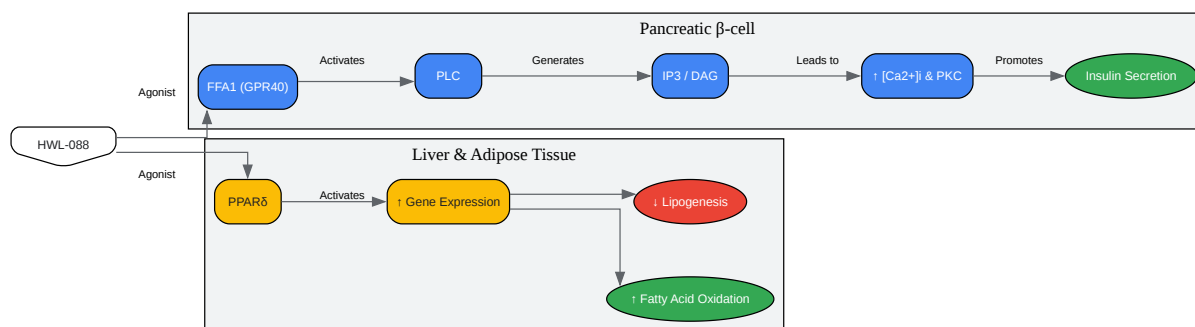 Pancreatic β-cell
Activates
Generates
Leads to
Promotes
FFA1 (GPR40)
PLC
IP3 / DAG
↑ [Ca2+]i & PKC
Insulin Secretion
Agonist
HWL-088
Agonist
Liver & Adipose Tissue
Activates
PPARδ
↑ Gene Expression
↓ Lipogenesis
↑ Fatty Acid Oxidation